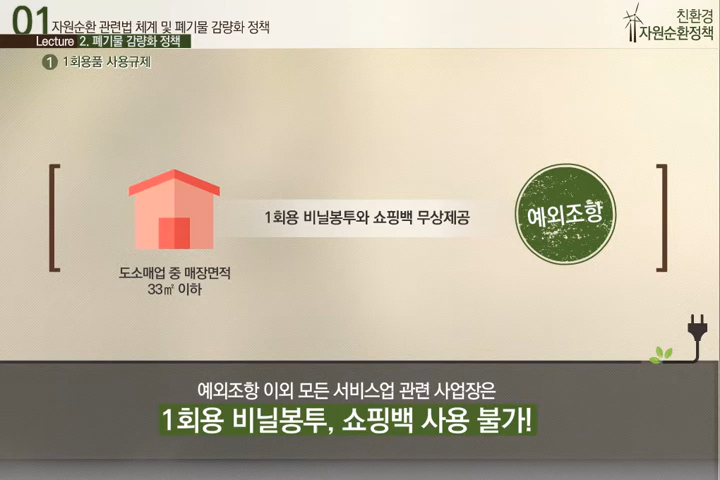 01 자원순환 관련법 체계 및 폐기물 감량화 정책
Lecture 2. 폐기물 감량화 정책
1 1회용품 사용규제
친환경
자원순환정책
1회용 비닐봉투와 쇼핑백 무상제공
예외조항
도소매업 중 매장면적
33㎡ 이하
예외조항 이외 모든 서비스업 관련 사업장은
1회용 비닐봉투, 쇼핑백 사용 불가!